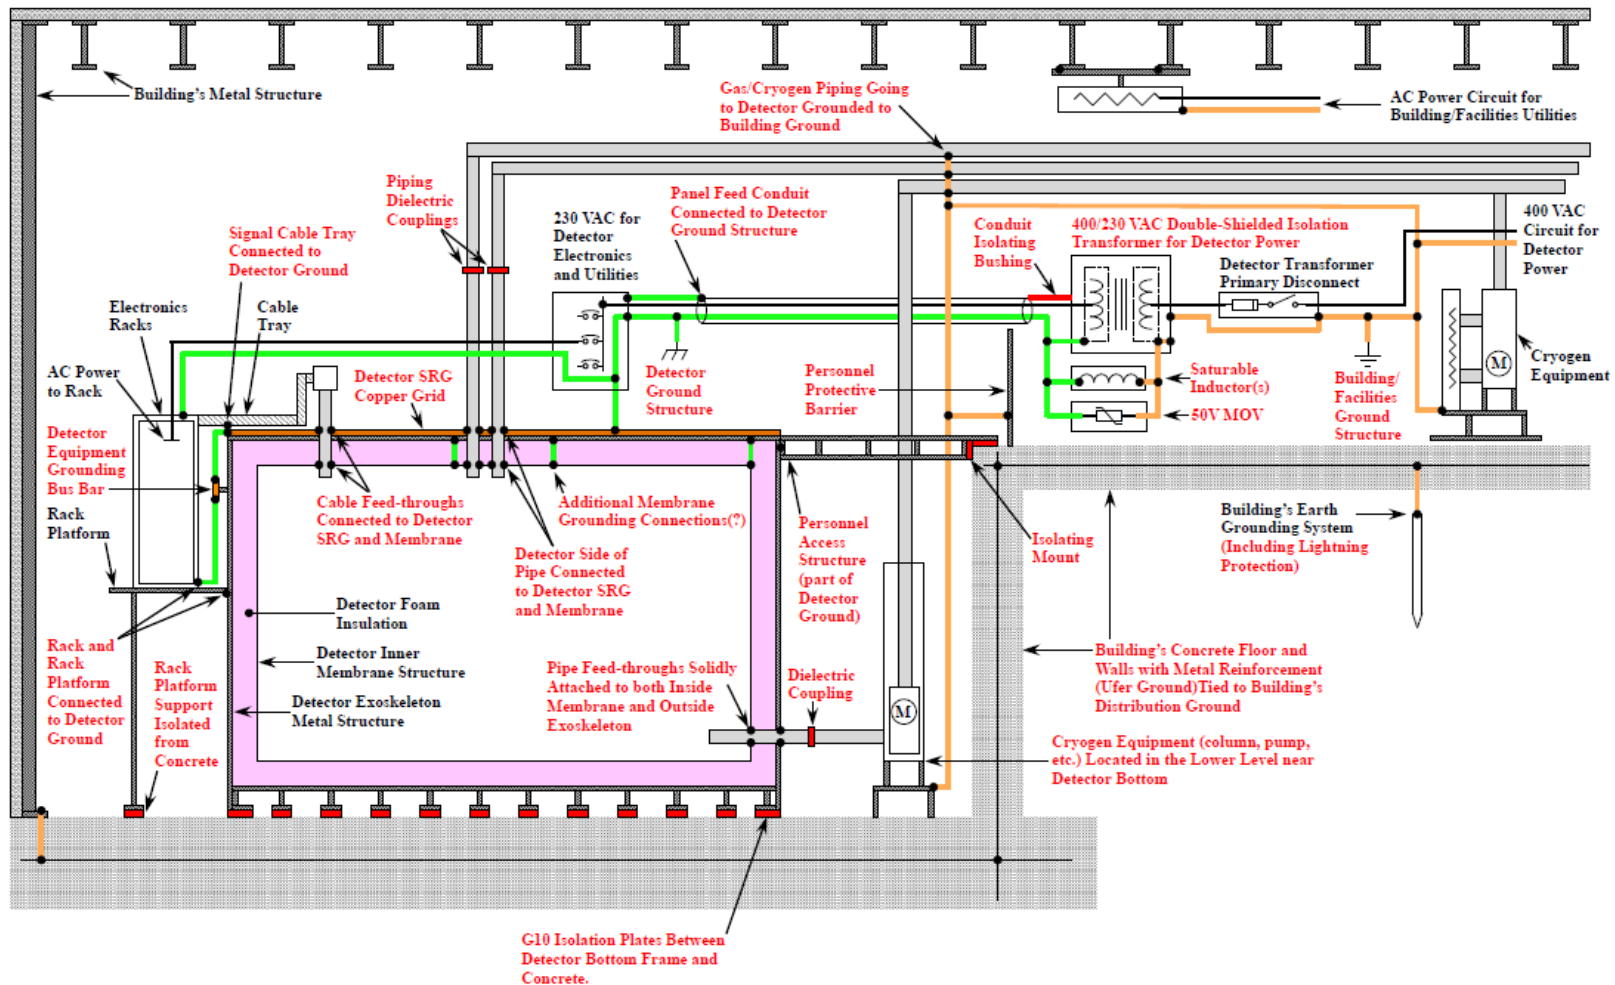 Building's Metal Structure
Gas/Cryogen Piping Going
to Detector Grounded to
Building Ground
AC Power Circuit for
Building/Facilities Utilities
Piping
Dielectric
Couplings
Panel Feed Conduit
Connected to Detector
Ground Structure
230 VAC for
Detector
Electronics
and Utilities
Conduit
Isolating
Bushing
400/230 VAC Double-Shielded Isolation
Transformer for Detector Power
400 VAC
Circuit for
Detector
Power
Signal Cable Tray
Connected to
Detector Ground
Detector Transformer
Primary Disconnect
Electronics
Racks
Cable
Tray
AC Power
to Rack
Detector SRG
Copper Grid
Detector
Ground
Structure
Personnel
Protective
Barrier
Saturable
Inductor(s)
50V MOV
Building/
Facilities
Ground
Structure
M
Cryogen
Equipment
Detector
Equipment
Grounding
Bus Bar
Rack
Platform
Cable Feed-throughs
Connected to Detector
SRG and Membrane
Additional Membrane
Grounding Connections(?)
Detector Side of
Pipe Connected
to Detector SRG
and Membrane
Personnel
Access
Structure
(part of
Detector
Ground)
Isolating
Mount
Building's Earth
Grounding System
(Including Lightning
Protection)
Detector Foam
Insulation
Detector Inner
Membrane Structure
Detector Exoskeleton
Metal Structure
Rack and
Rack
Platform
Connected
to Detector
Ground
Rack
Platform
Support
Isolated
from
Concrete
Pipe Feed-throughs Solidly
Attached to both Inside
Membrane and Outside
Exoskeleton
Dielectric
Coupling
M
Building's Concrete Floor and
Walls with Metal Reinforcement
(Ufer Ground)Tied to Building's
Distribution Ground
Cryogen Equipment (column, pump,
etc.) Located in the Lower Level near
Detector Bottom
G10 Isolation Plates Between
Detector Bottom Frame and
Concrete.